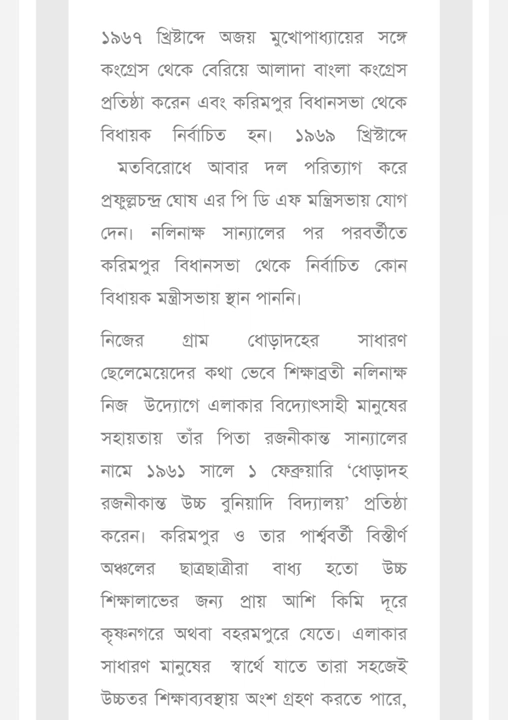 ১৯৬৭ খ্রিষ্টাব্দে অজয় মুখোপাধ্যায়ের সঙ্গে
কংগ্রেস থেকে বেরিয়ে আলাদা বাংলা কংগ্রেস
প্রতিষ্ঠা করেন এবং করিমপুর বিধানসভা থেকে
বিধায়ক নির্বাচিত হন। ১৯৬৯ খ্রিস্টাব্দে
মতবিরোধে আবার দল পরিত্যাগ করে
প্রফুল্লচন্দ্র ঘোষ এর পি ডি এফ মন্ত্রিসভায় যোগ
দেন। নলিনাক্ষ সান্যালের পর পরবর্তীতে
করিমপুর বিধানসভা থেকে নির্বাচিত কোন
বিধায়ক মন্ত্রীসভায় স্থান পাননি।
নিজের গ্রাম ধোড়াদহের সাধারণ
ছেলেমেয়েদের কথা ভেবে শিক্ষাব্রতী নলিনাক্ষ
নিজ উদ্যোগে এলাকার বিদ্যোৎসাহী মানুষের
সহায়তায় তাঁর পিতা রজনীকান্ত সান্যালের
নামে ১৯৬১ সালে ১ ফেব্রুয়ারি ‘ধোড়াদহ
রজনীকান্ত উচ্চ বুনিয়াদি বিদ্যালয়’ প্রতিষ্ঠা
করেন। করিমপুর ও তার পার্শ্ববর্তী বিস্তীর্ণ
অঞ্চলের ছাত্রছাত্রীরা বাধ্য হতো উচ্চ
শিক্ষালাভের জন্য প্রায় আশি কিমি দূরে
কৃষ্ণনগরে অথবা বহরমপুরে যেতে। এলাকার
সাধারণ মানুষের স্বার্থে যাতে তারা সহজেই
উচ্চতর শিক্ষাব্যবস্থায় অংশ গ্রহণ করতে পারে,